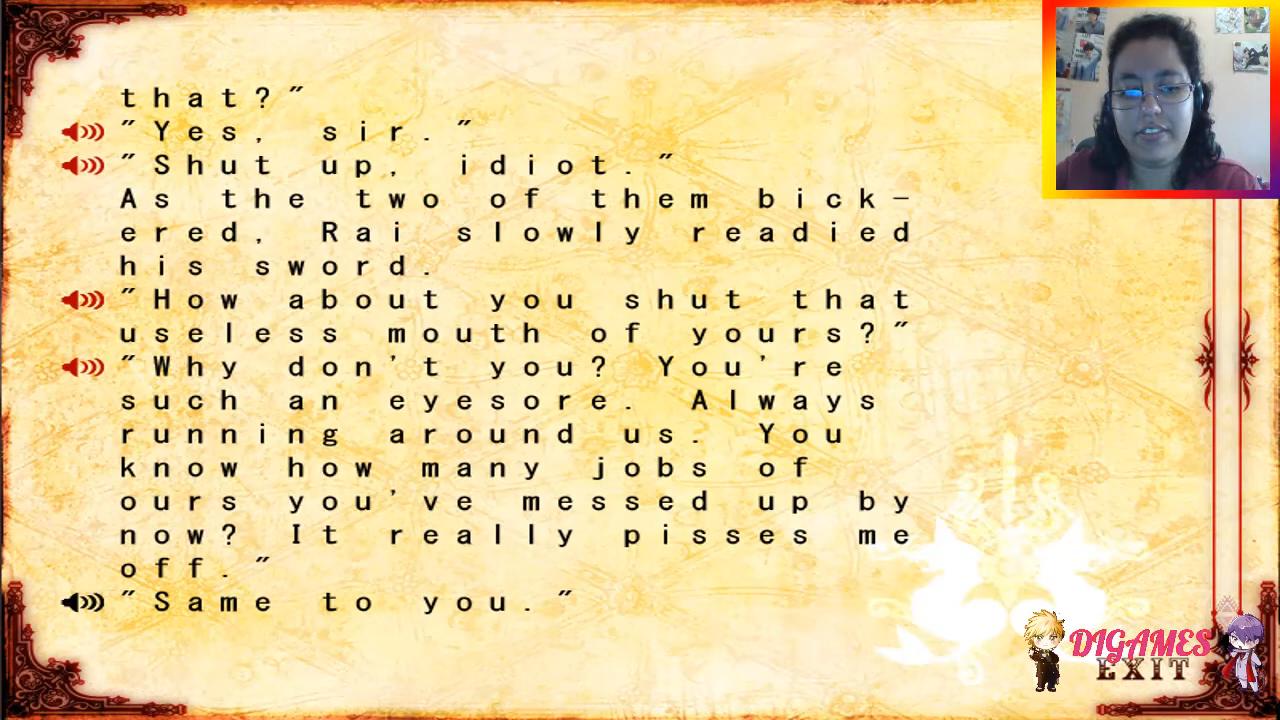 that?"
"Yes, sir."
"Shut up, idiot."
As the two of them bick-
ered, Rai slowly readied
his sword.
"How about you shut that
useless mouth of yours?"
"Why don't you? You're
such an eyesore. Always
running around us. You
know how many jobs of
ours you've messed up by
now? It really pisses me
off."
"Same to you."
DIGAMES
EXIT